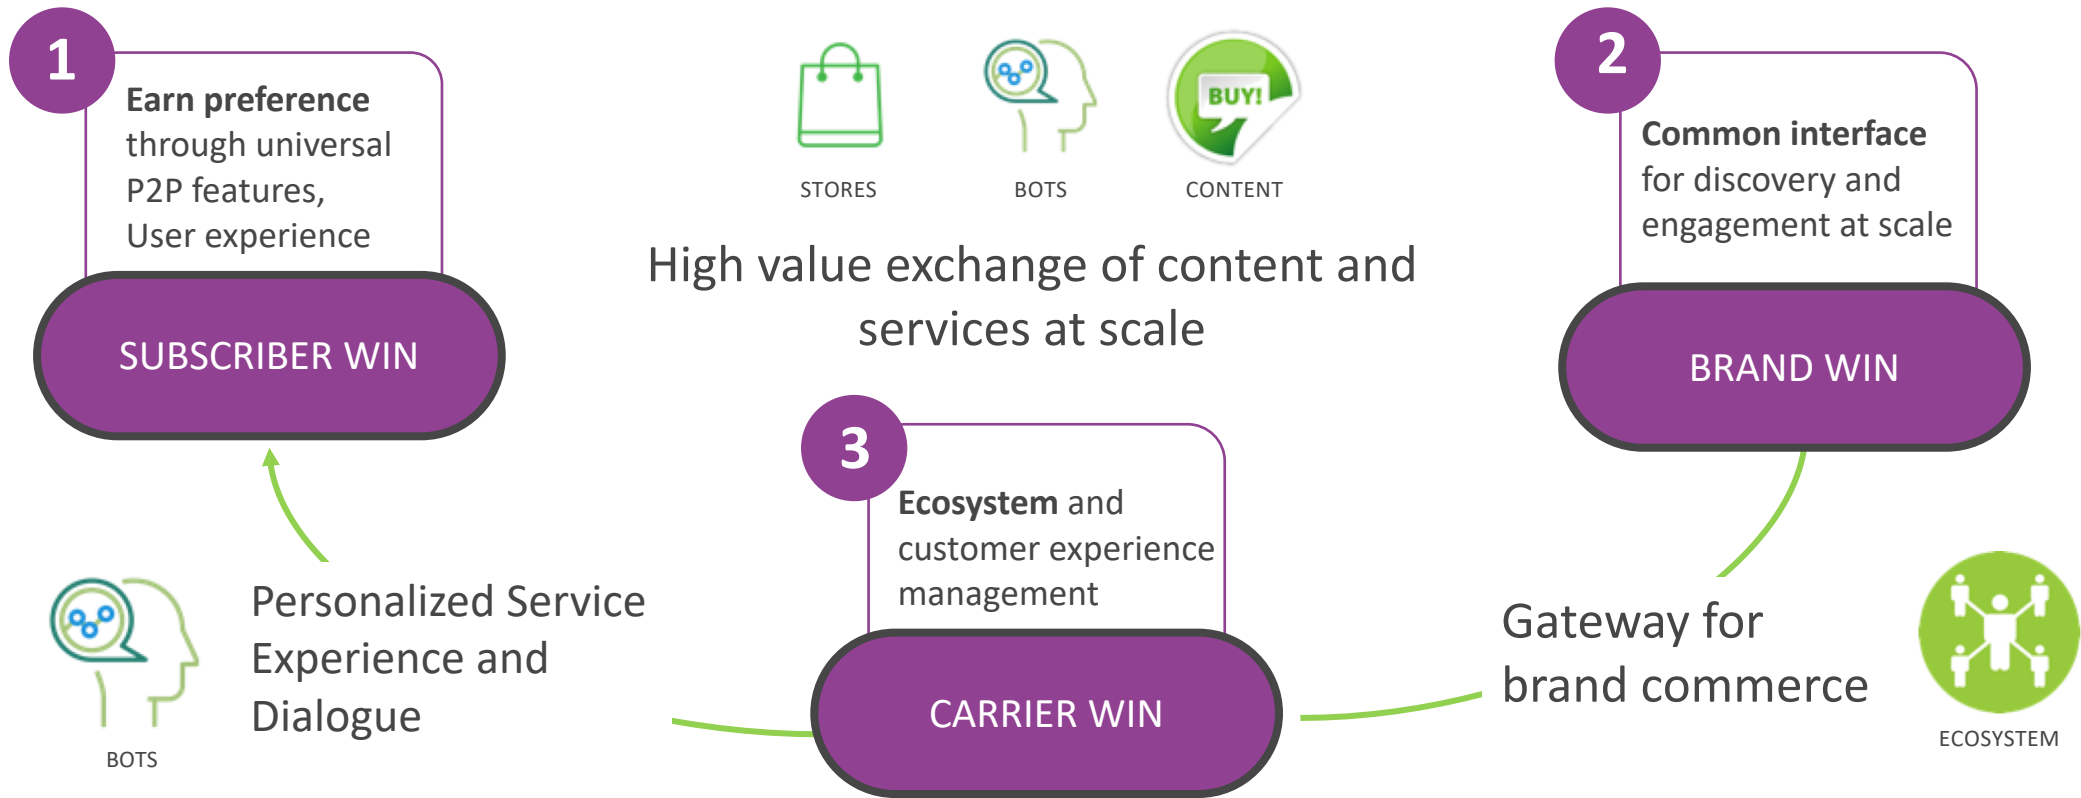 1
Earn preference
through universal
P2P features,
User experience
SUBSCRIBER WIN
BUY!
STORES
BOTS
CONTENT
High value exchange of content and
services at scale
2
Common interface
for discovery and
engagement at scale
BRAND WIN
3
Ecosystem and
customer experience
management
CARRIER WIN
Personalized Service
Experience and
Dialogue
BOTS
Gateway for
brand commerce
ECOSYSTEM